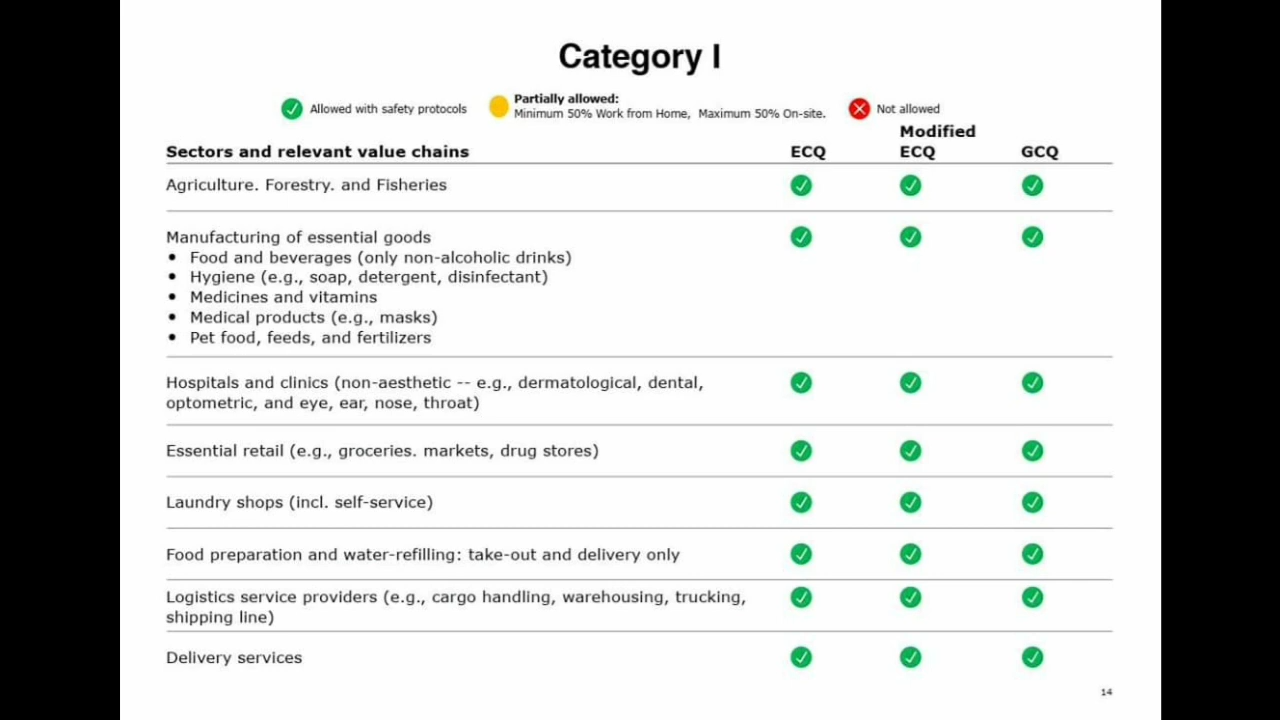 Category I
Allowed with safety protocols
Partially allowed:
Minimum 50% Work from Home, Maximum 50% On-site.
Not allowed
Sectors and relevant value chains
ECQ
Modified
ECQ
GCQ
Agriculture. Forestry. and Fisheries
Manufacturing of essential goods
• Food and beverages (only non-alcoholic drinks)
• Hygiene (e.g., soap, detergent, disinfectant)
• Medicines and vitamins
• Medical products (e.g., masks)
• Pet food, feeds, and fertilizers
Hospitals and clinics (non-aesthetic -- e.g., dermatological, dental,
optometric, and eye, ear, nose, throat)
Essential retail (e.g., groceries. markets, drug stores)
Laundry shops (incl. self-service)
Food preparation and water-refilling: take-out and delivery only
Logistics service providers (e.g., cargo handling, warehousing, trucking,
shipping line)
Delivery services
14